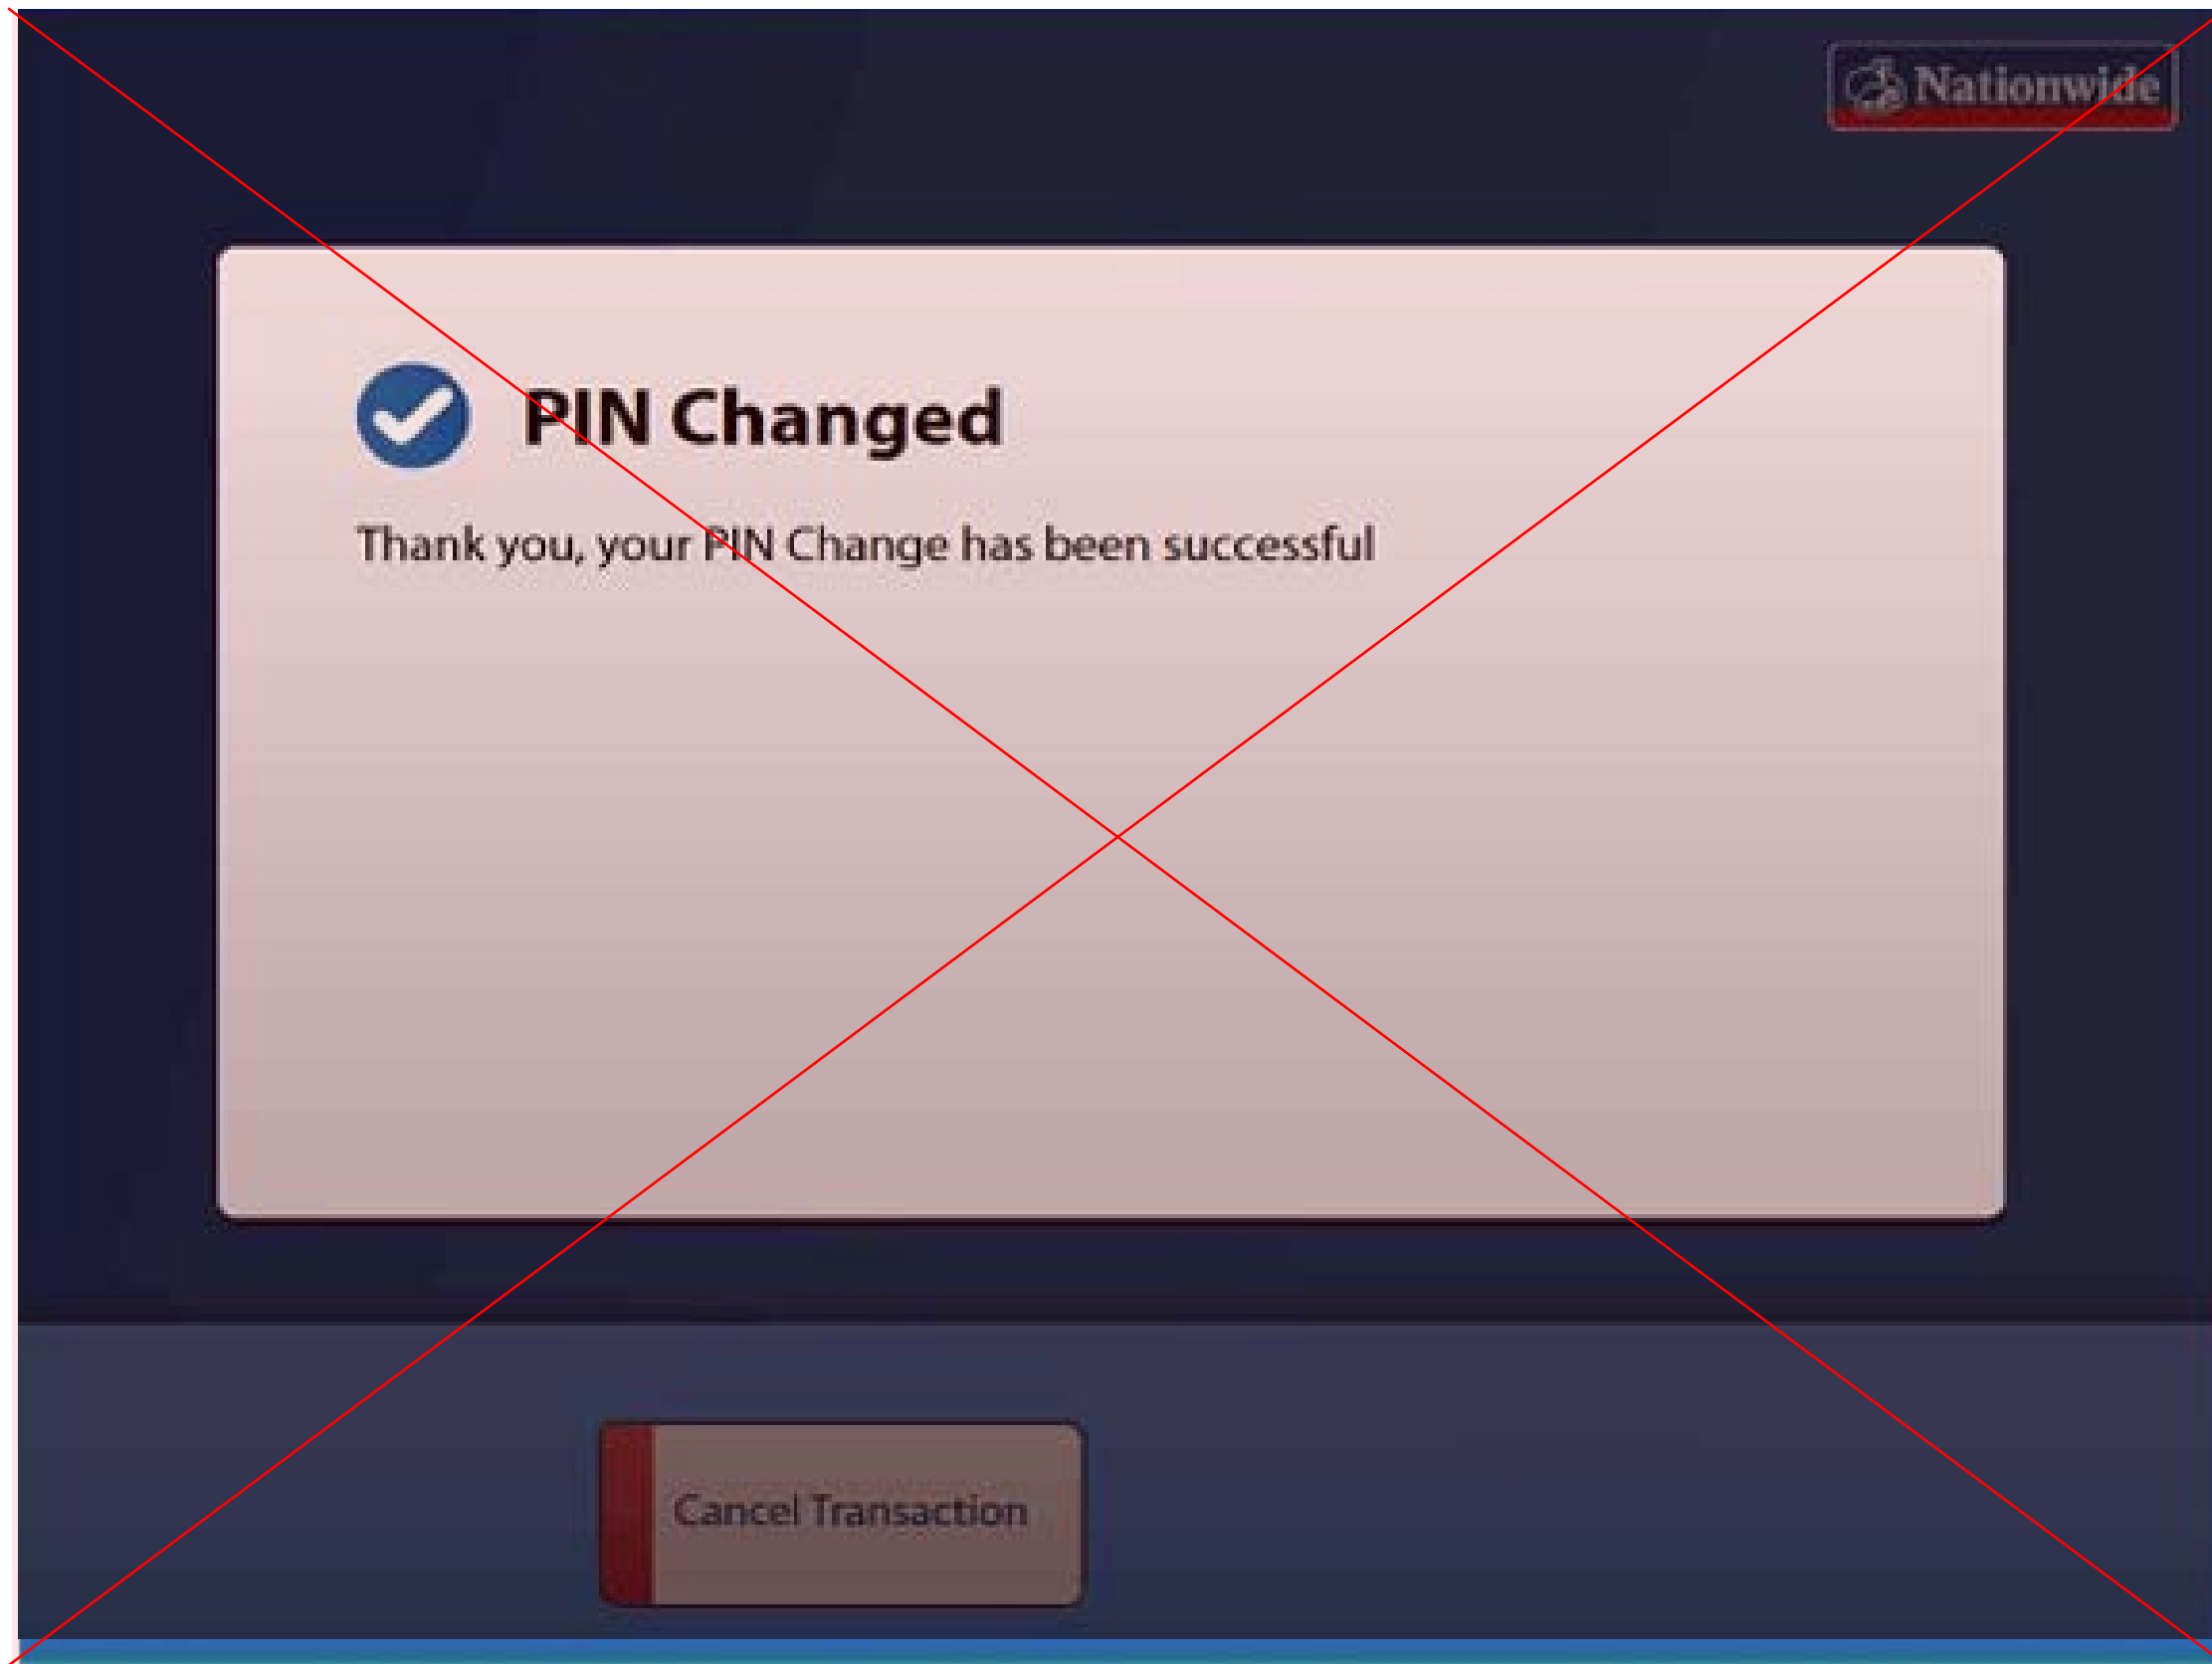 Nationwide
PIN Changed
Thank you, your PIN Change has been successful
Cancel Transaction